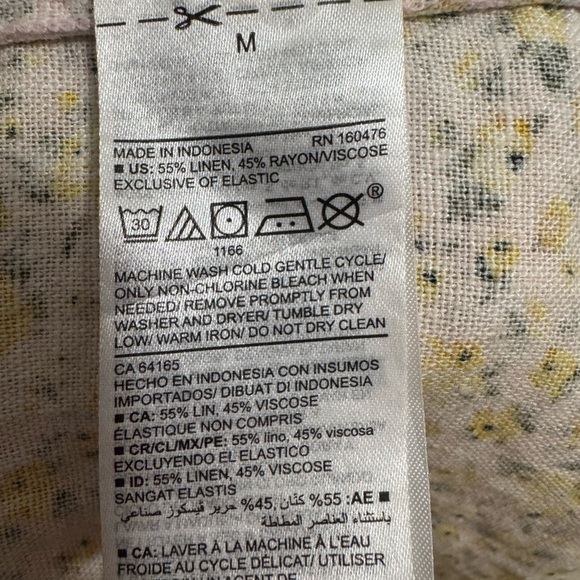 M
MADE IN INDONESIA RN 160476
■ US: 55% LINEN, 45% RAYON/VISCOSE
EXCLUSIVE OF ELASTIC
30
®
1166
MACHINE WASH COLD GENTLE CYCLE/
ONLY NON-CHLORINE BLEACH WHEN
NEEDED/ REMOVE PROMPTLY FROM
WASHER AND DRYER/ TUMBLE DRY
LOW/ WARM IRON/ DO NOT DRY CLEAN
CA 64165
HECHO EN INDONESIA CON INSUMOS
IMPORTADOS/ DIBUAT DI INDONESIA
■ CA: 55% LIN, 45% VISCOSE
ÉLASTIQUE NON COMPRIS
■ CR/CL/MX/PE: 55% lino, 45% viscosa
EXCLUYENDO EL ELASTICO
■ ID: 55% LINEN, 45% VISCOSE
SANGAT ELASTIS
■ AE: 55% كتان, 45% حرير فيسكوز صناعي
باستثناء العناصر المطاطة
■ CA: LAVER À LA MACHINE À L'EAU
FROIDE AU CYCLE DÉLICAT/ UTILISER
UN AGENT DE